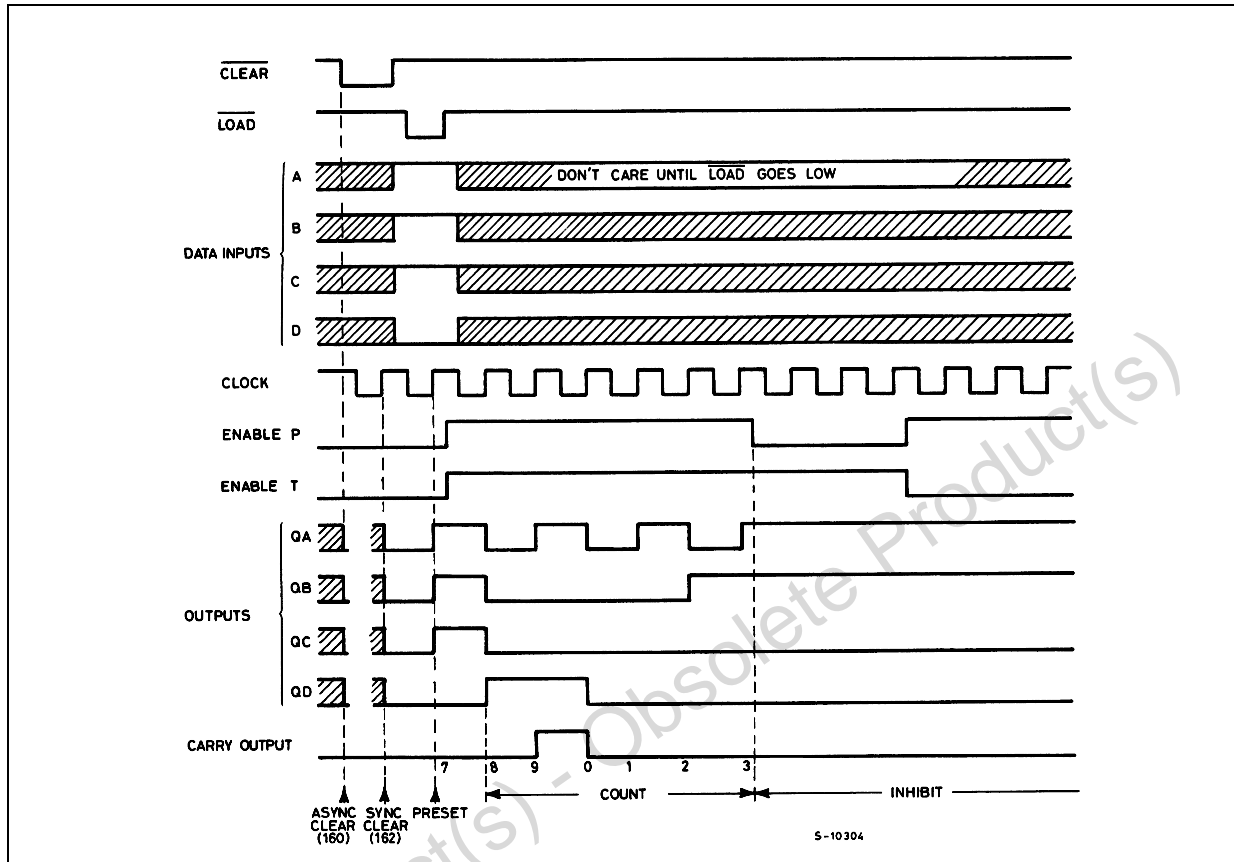 CLEAR
LOAD
A
DON'T CARE UNTIL LOAD GOES LOW
B
DATA INPUTS
C
D
CLOCK
ENABLE P
ENABLE T
QA
QB
OUTPUTS
QC
QD
CARRY OUTPUT
7 8 9 0 1 2 3
COUNT
INHIBIT
ASYNC CLEAR (160)
SYNC CLEAR (162)
PRESET
S-10304
ct(s) - Obsolete Product(s)